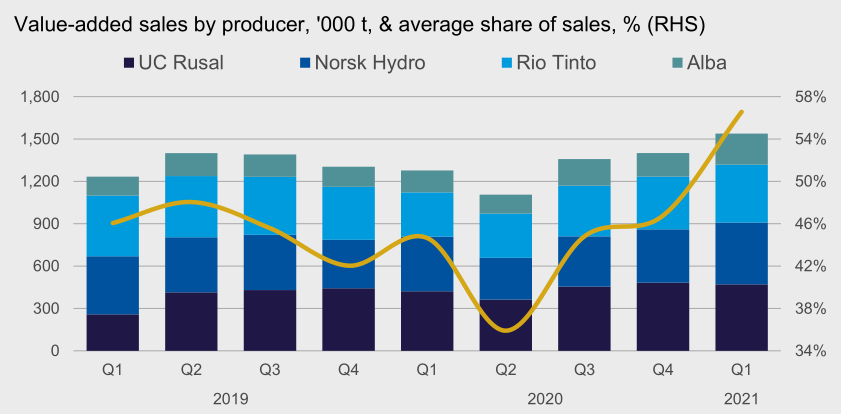 Value-added sales by producer, '000 t, & average share of sales, % (RHS)
UC Rusal Norsk Hydro Rio Tinto Alba
1,800 58%
1,500 54%
1,200 50%
900 46%
600 42%
300 38%
0 34%
Q1 Q2 Q3 Q4 Q1 Q2 Q3 Q4 Q1
2019 2020 2021